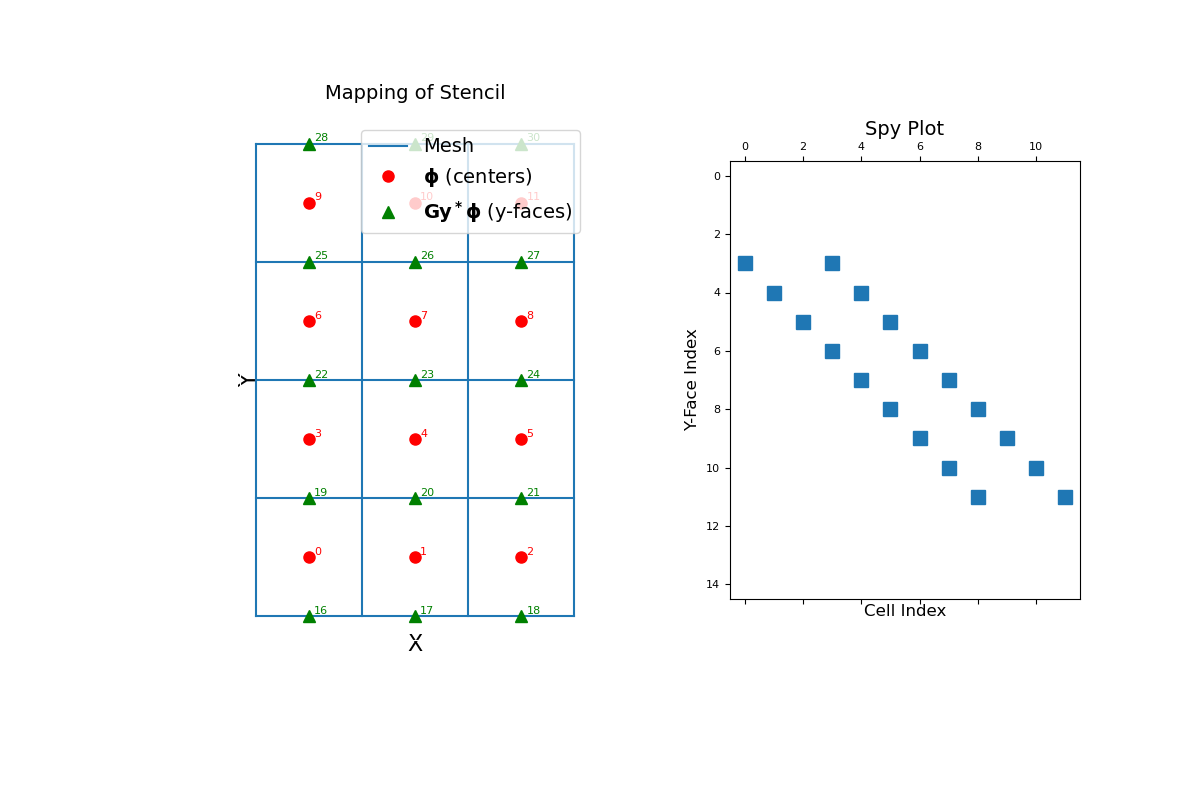 Mapping of Stencil
28 29 30
Mesh
9 10 11
ϕ (centers)
Gy*ϕ (y-faces)
25 26 27
6 7 8
22 23 24
Y
3 4 5
19 20 21
0 1 2
16 17 18
X
Spy Plot
0 2 4 6 8 10
0
2
4
6
8
10
12
14
Y-Face Index
Cell Index